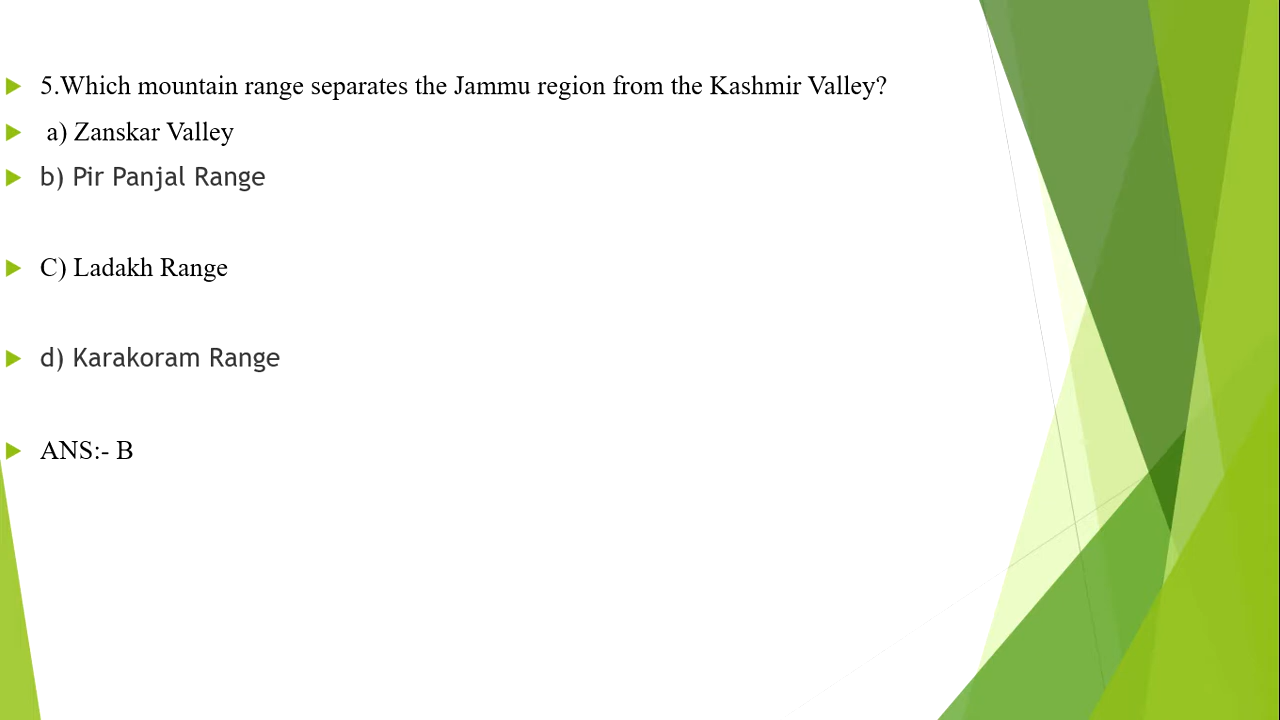 5.Which mountain range separates the Jammu region from the Kashmir Valley?
a) Zanskar Valley
b) Pir Panjal Range
C) Ladakh Range
d) Karakoram Range
ANS:- B